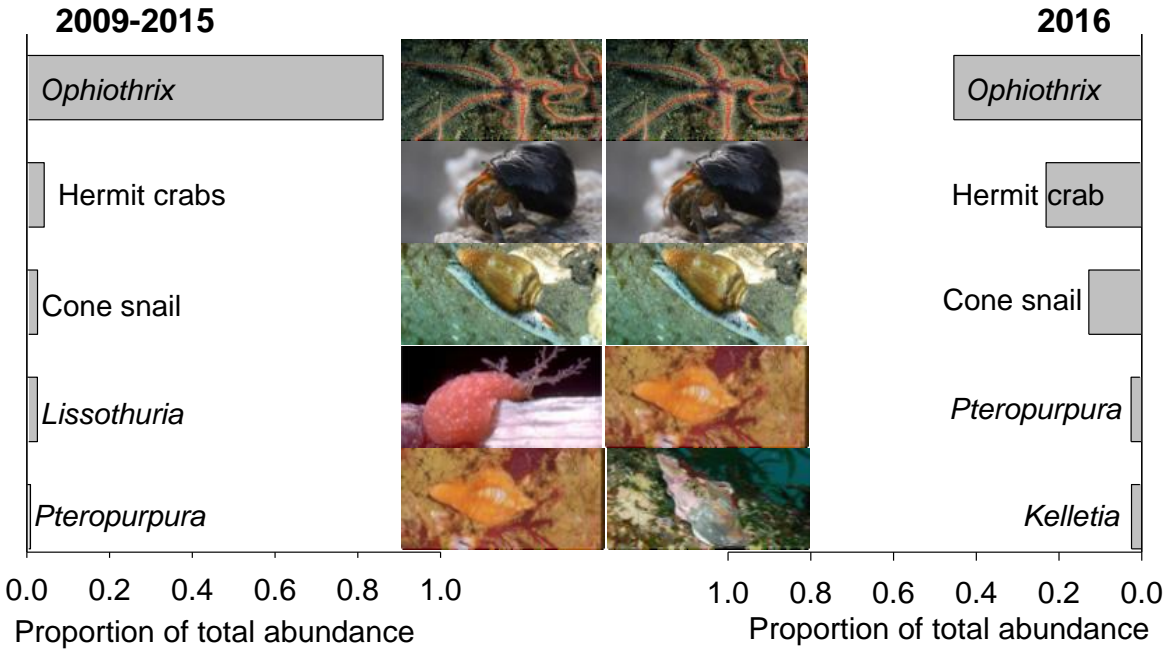 2009-2015
Ophiothrix
Hermit crabs
Cone snail
Lissothuria
Pteropurpura
0.0 0.2 0.4 0.6 0.8 1.0
Proportion of total abundance
2016
Ophiothrix
Hermit crab
Cone snail
Pteropurpura
Kelletia
1.0 0.8 0.6 0.4 0.2 0.0
Proportion of total abundance